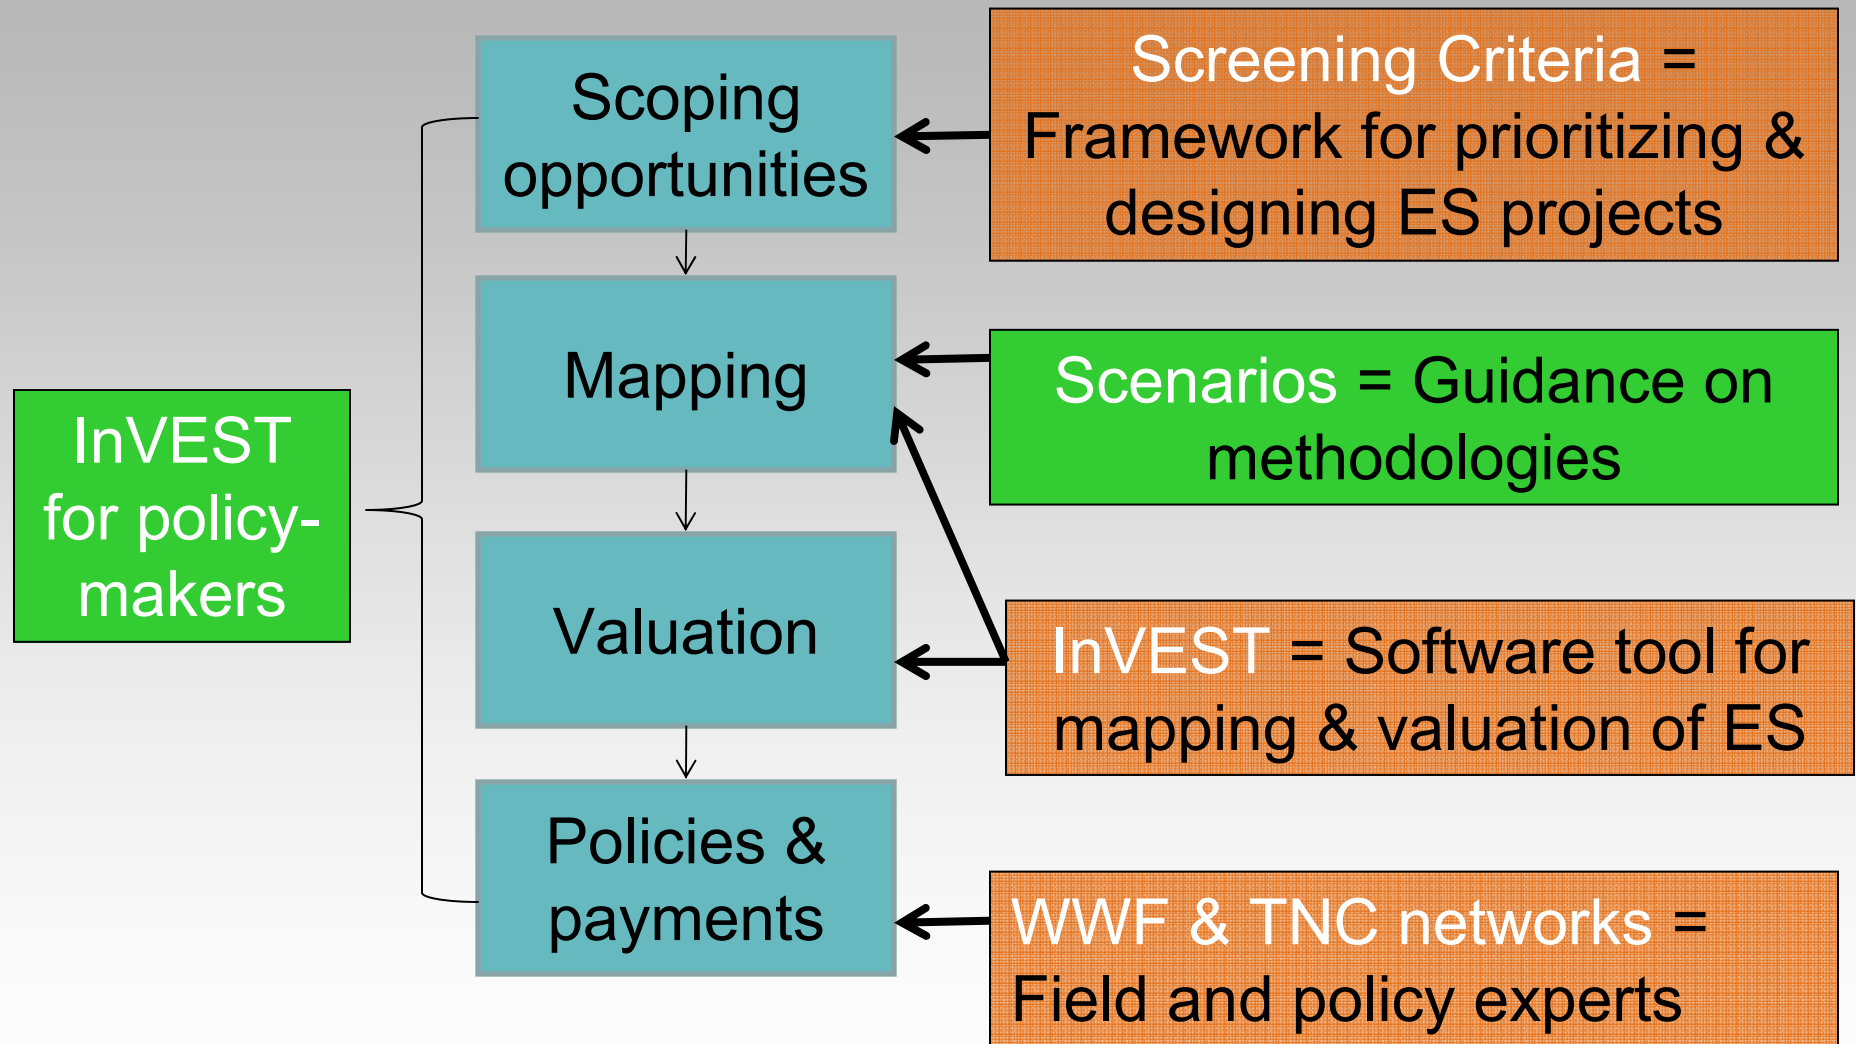 Scoping
opportunities
Screening Criteria =
Framework for prioritizing &
designing ES projects
Mapping
Scenarios = Guidance on
methodologies
InVEST
for policy-
makers
Valuation
InVEST = Software tool for
mapping & valuation of ES
Policies &
payments
WWF & TNC networks =
Field and policy experts